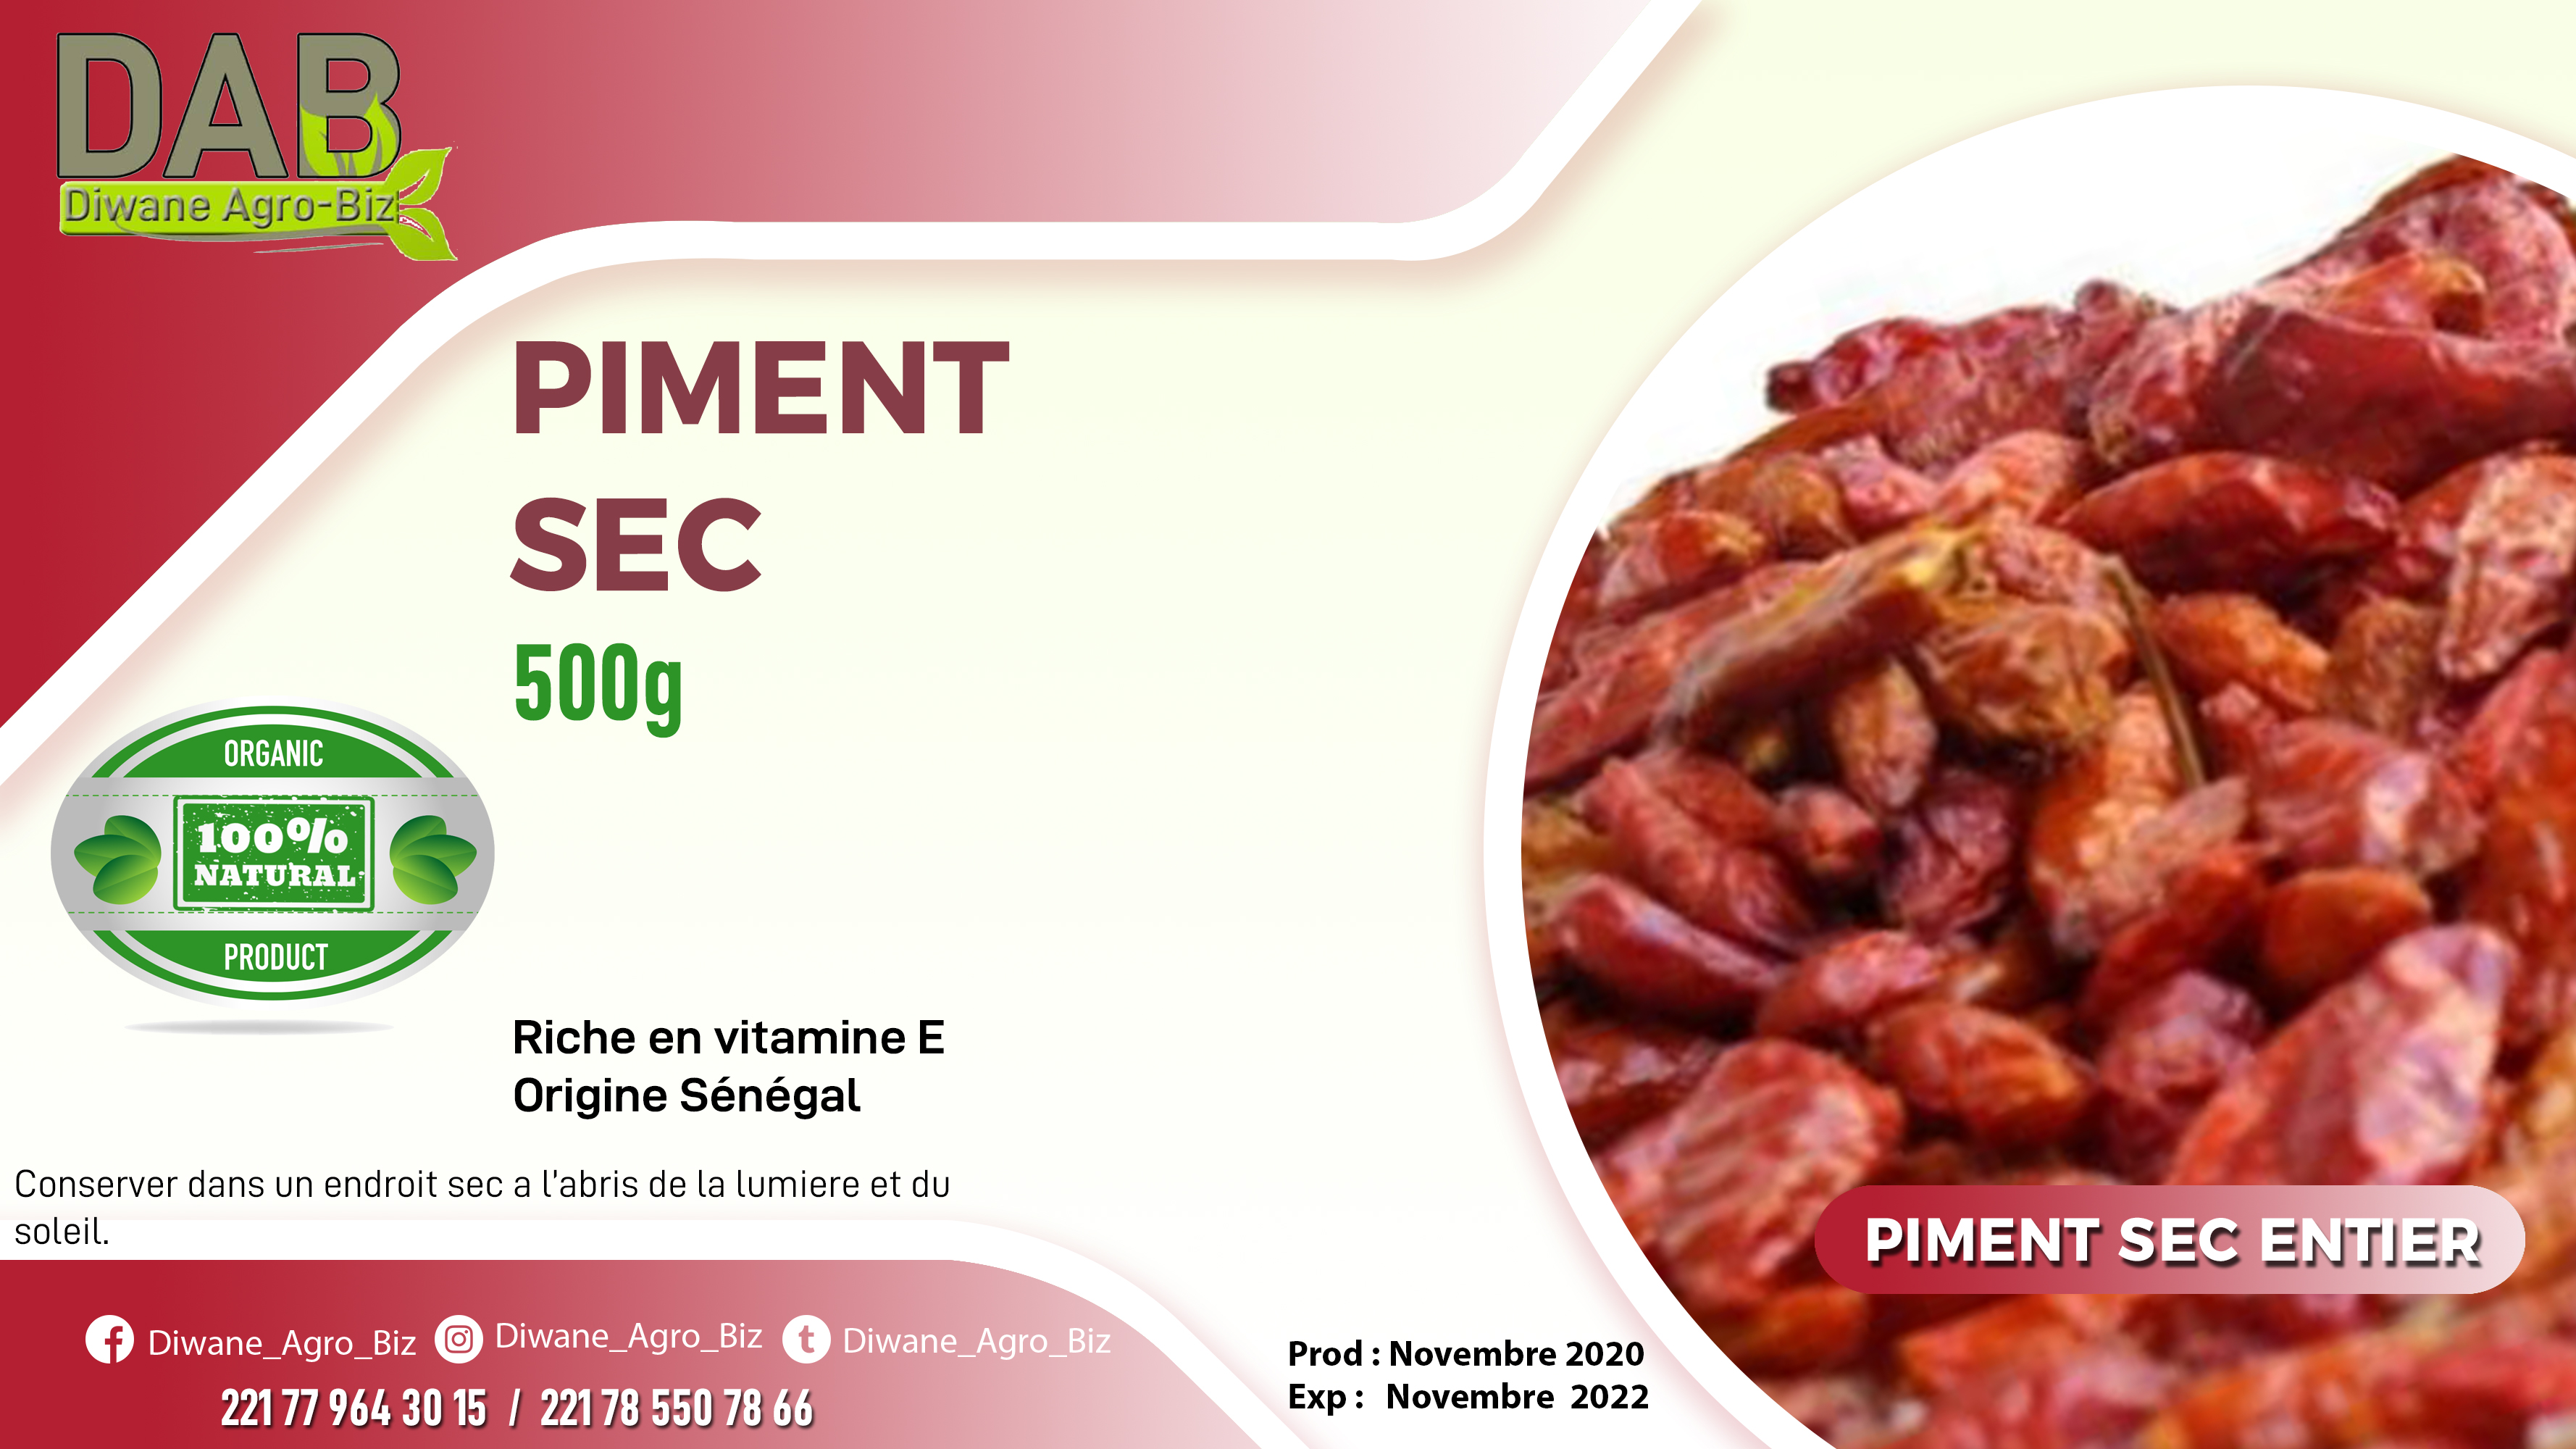 DAB
Diwane Agro-Biz
PIMENT
SEC
500g
ORGANIC
100%
NATURAL
PRODUCT
Riche en vitamine E
Origine Sénégal
Conserver dans un endroit sec a l'abris de la lumiere et du
soleil.
PIMENT SEC ENTIER
Diwane_Agro_Biz Diwane_Agro_Biz Diwane_Agro_Biz
221 77 964 30 15 / 221 78 550 78 66
Prod : Novembre 2020
Exp : Novembre 2022